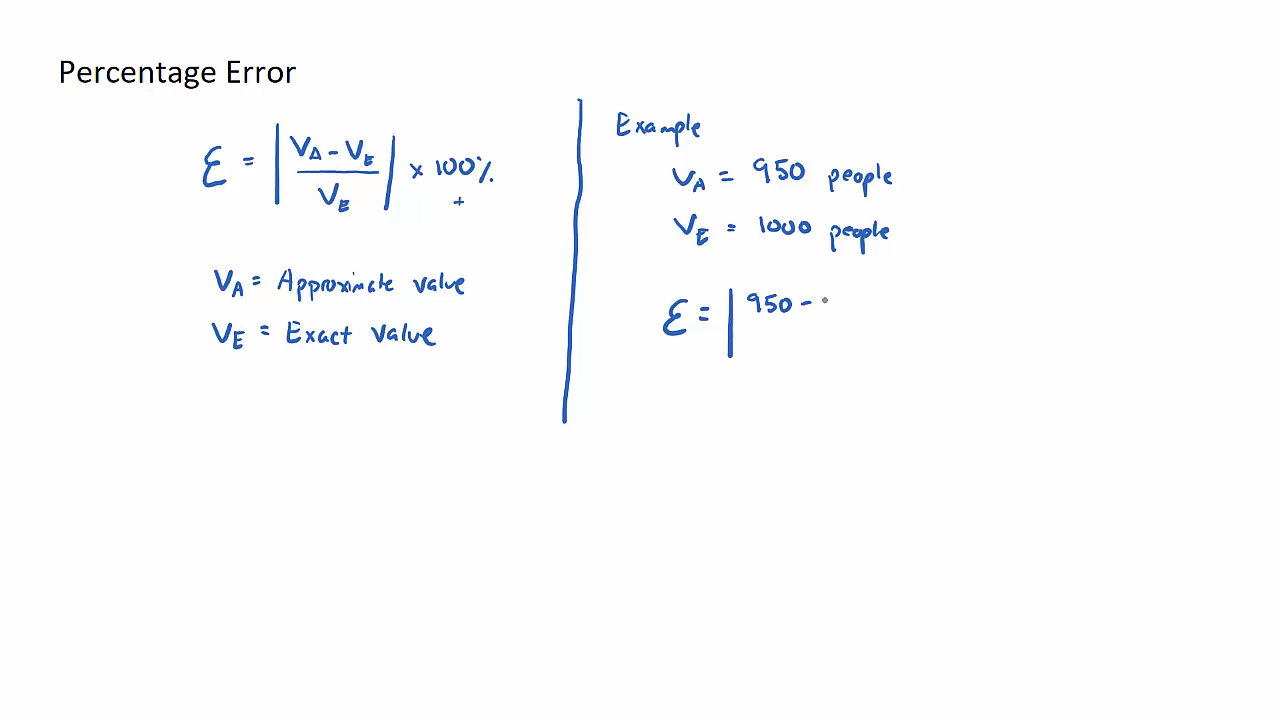 Percentage Error
ε = | (V_A - V_E) / V_E | × 100%
+
V_A = Approximate value
V_E = Exact value
Example
V_A = 950 people
V_E = 1000 people
ε = | 950 -